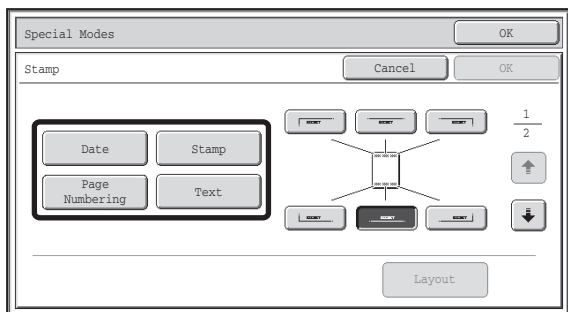 Special Modes
OK
Stamp
Cancel
OK
Date
Stamp
Page
Numbering
Text
1
2
Layout